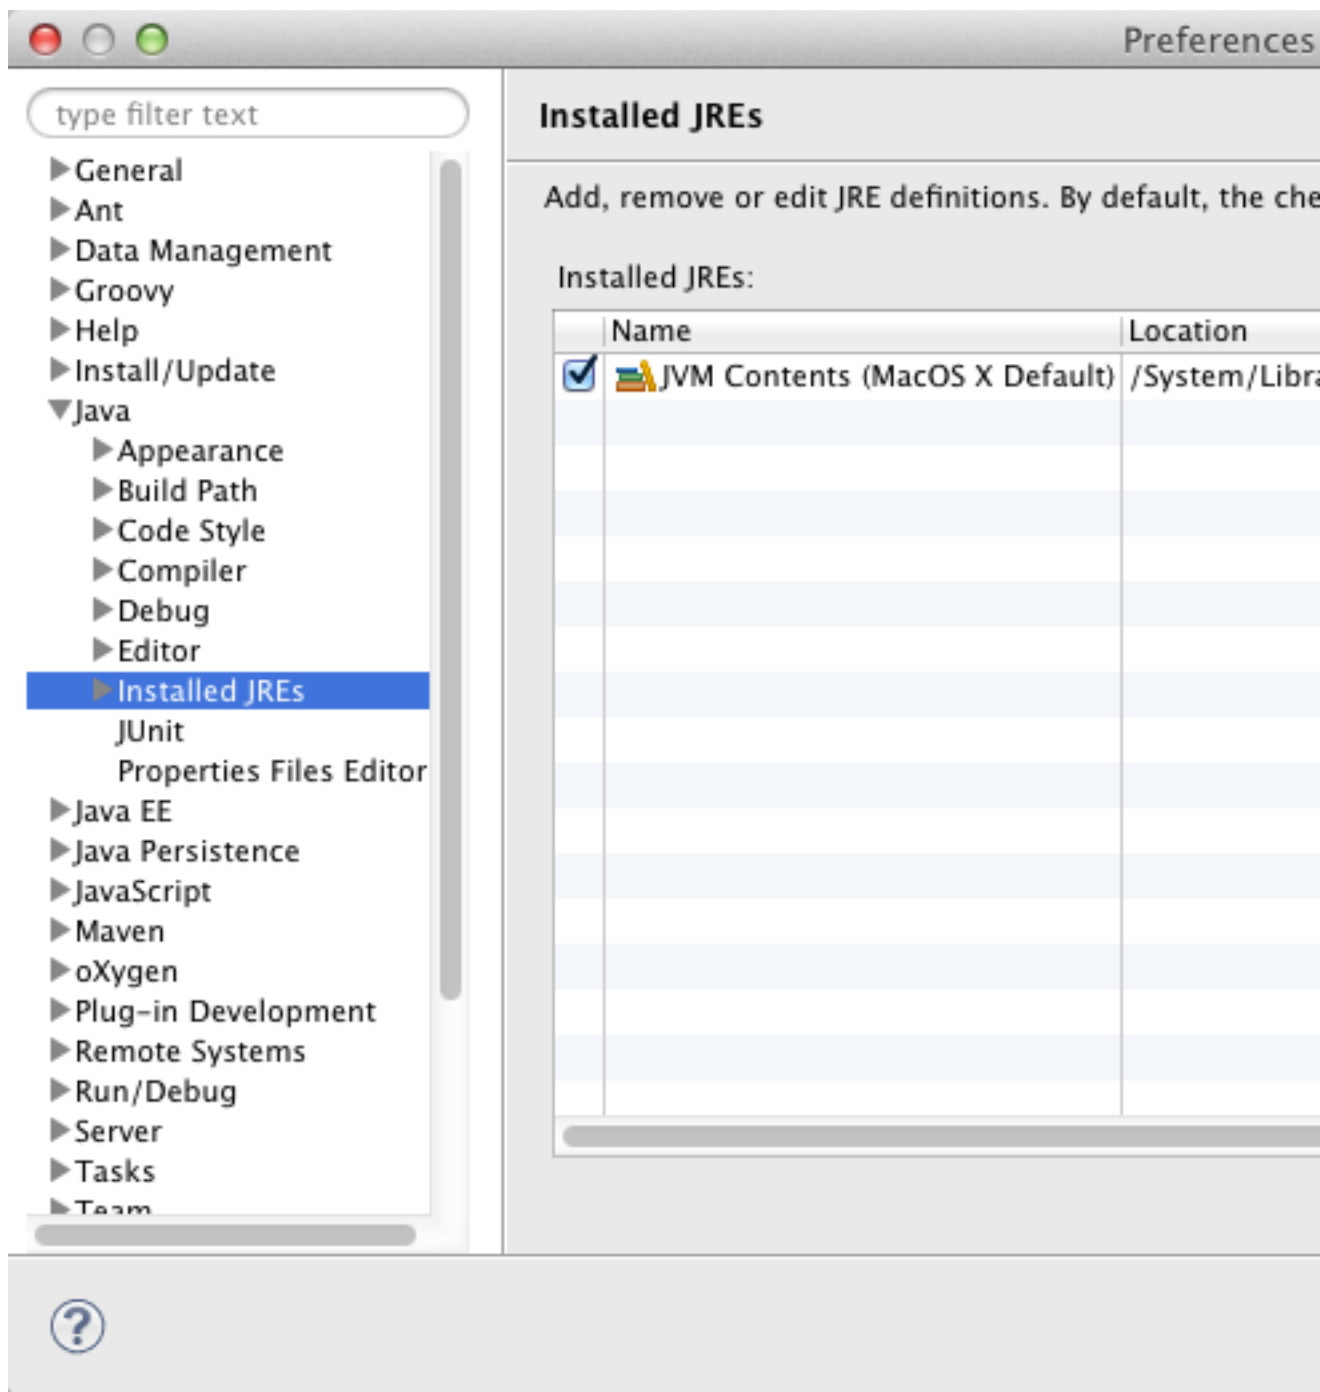 Preferences
type filter text
General
Ant
Data Management
Groovy
Help
Install/Update
Java
Appearance
Build Path
Code Style
Compiler
Debug
Editor
Installed JREs
JUnit
Properties Files Editor
Java EE
Java Persistence
JavaScript
Maven
oXygen
Plug-in Development
Remote Systems
Run/Debug
Server
Tasks
Team
Installed JREs
Add, remove or edit JRE definitions. By default, the che
Installed JREs:
Name Location
JVM Contents (MacOS X Default) /System/Libra
?